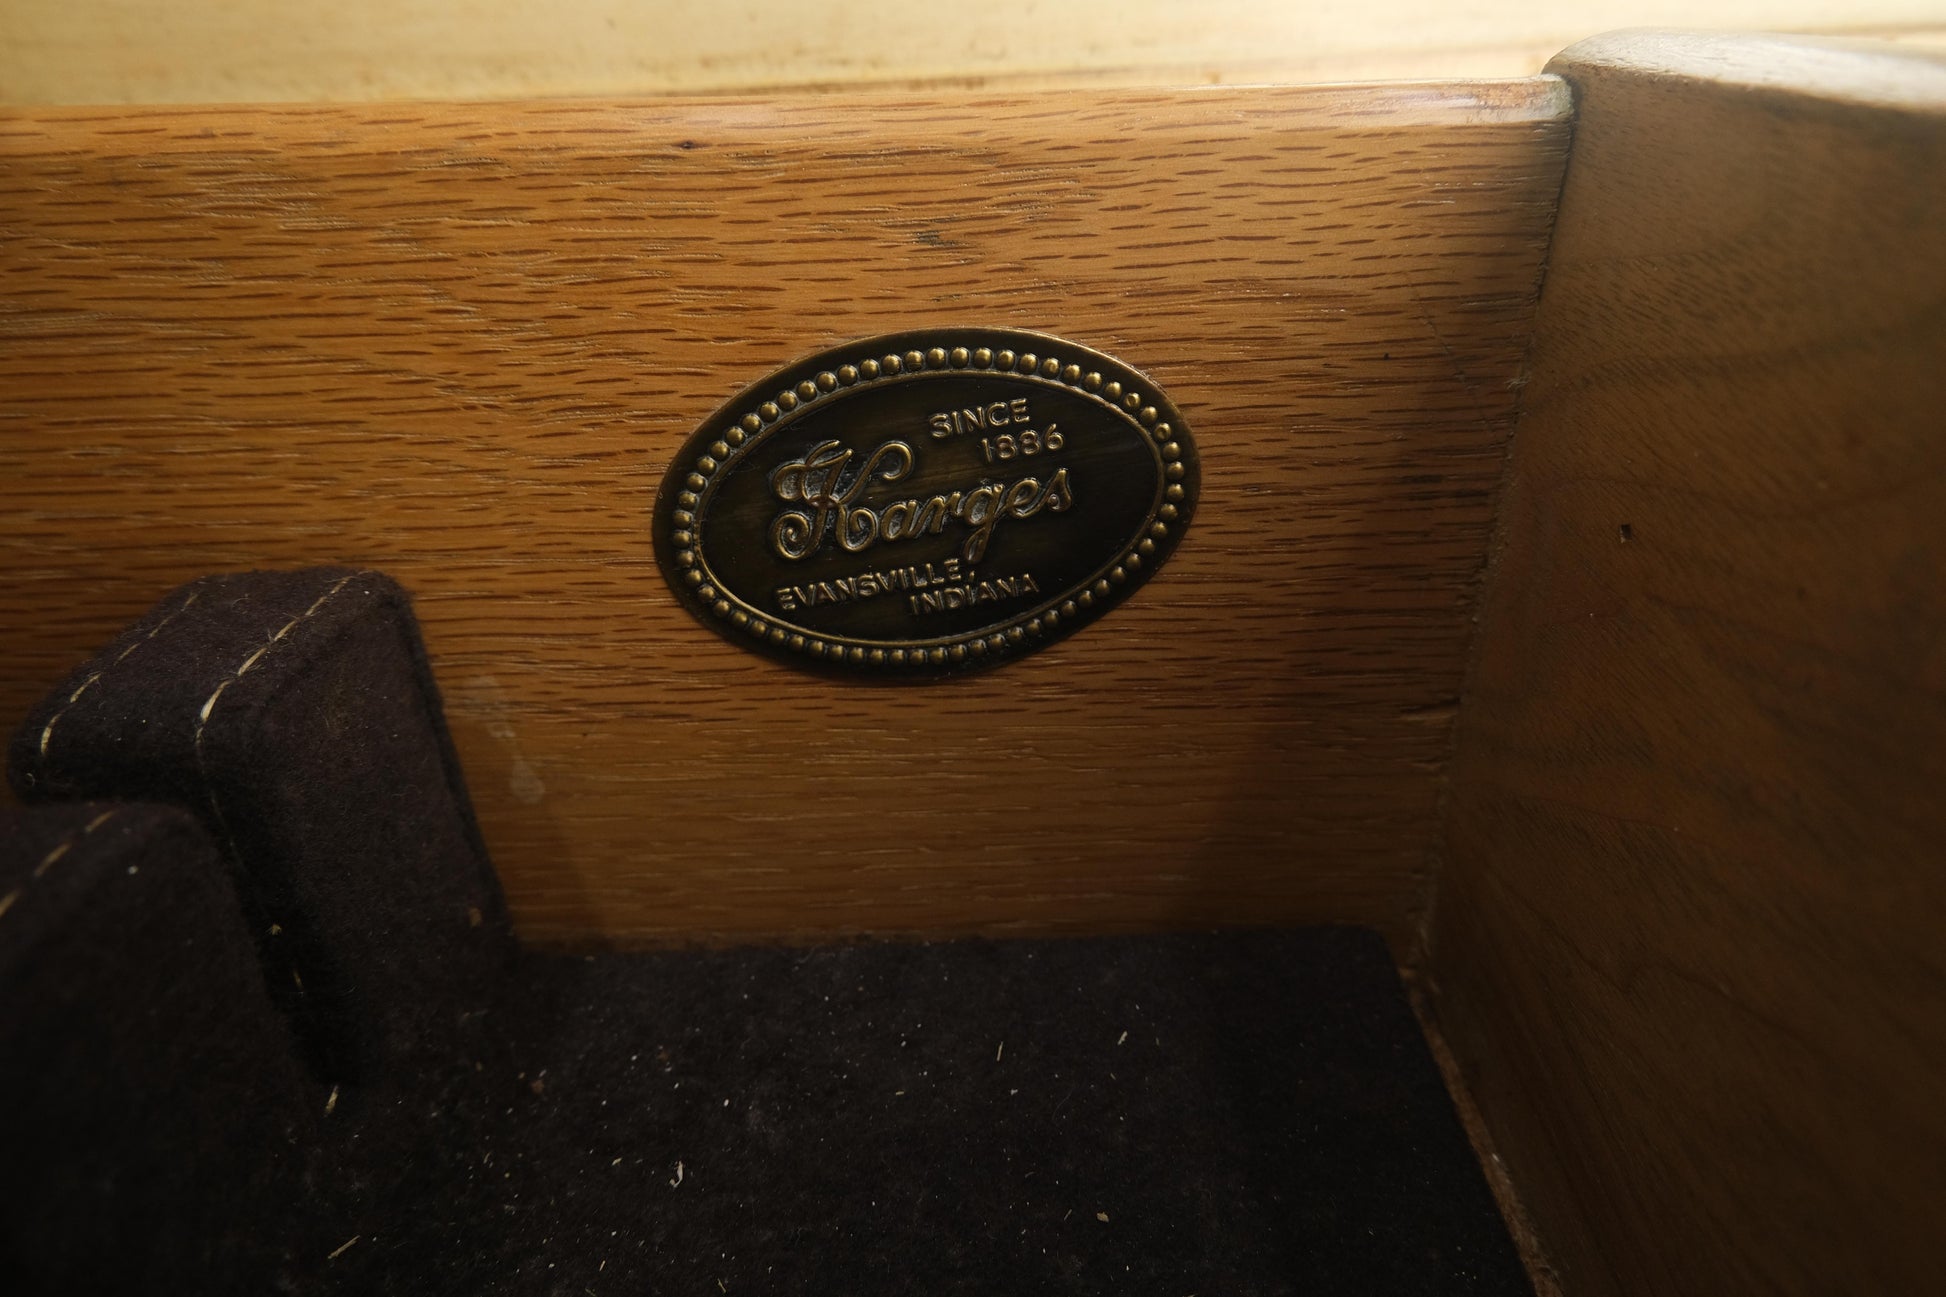 SINCE
1886
Karges
EVANSVILLE,
INDIANA